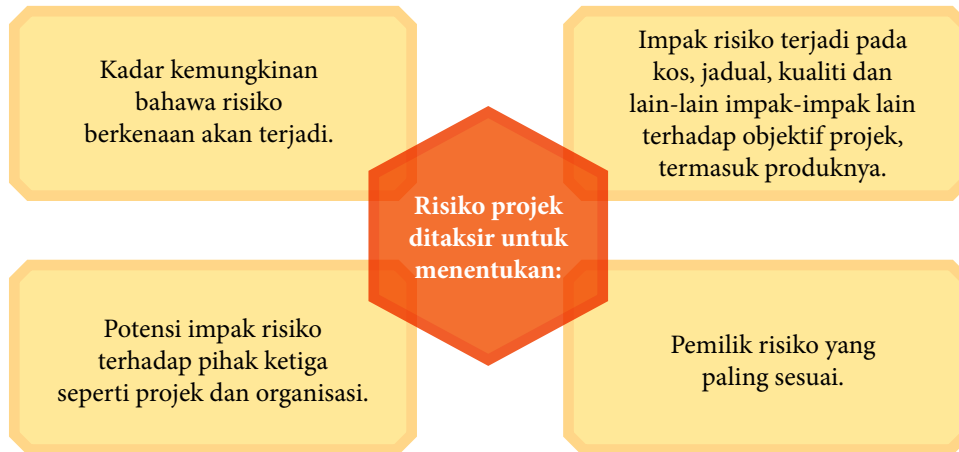 Kadar kemungkinan
bahawa risiko
berkenaan akan terjadi.
Impak risiko terjadi pada
kos, jadual, kualiti dan
lain-lain impak-impak lain
terhadap objektif projek,
termasuk produknya.
Risiko projek
ditaksir untuk
menentukan:
Potensi impak risiko
terhadap pihak ketiga
seperti projek dan organisasi.
Pemilik risiko yang
paling sesuai.